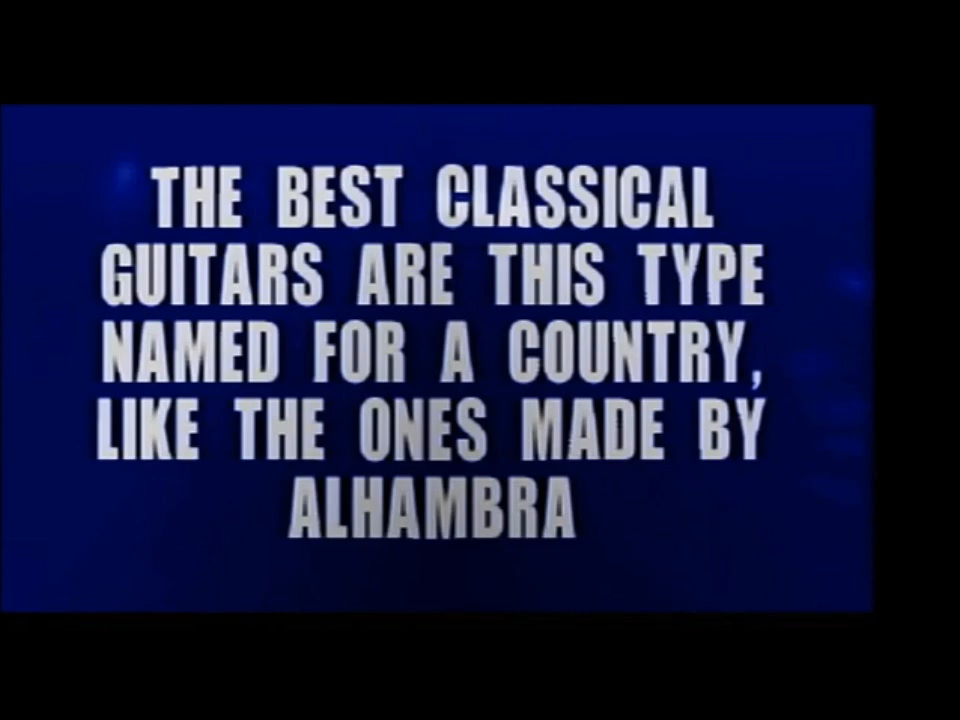 THE BEST CLASSICAL
GUITARS ARE THIS TYPE
NAMED FOR A COUNTRY,
LIKE THE ONES MADE BY
ALHAMBRA